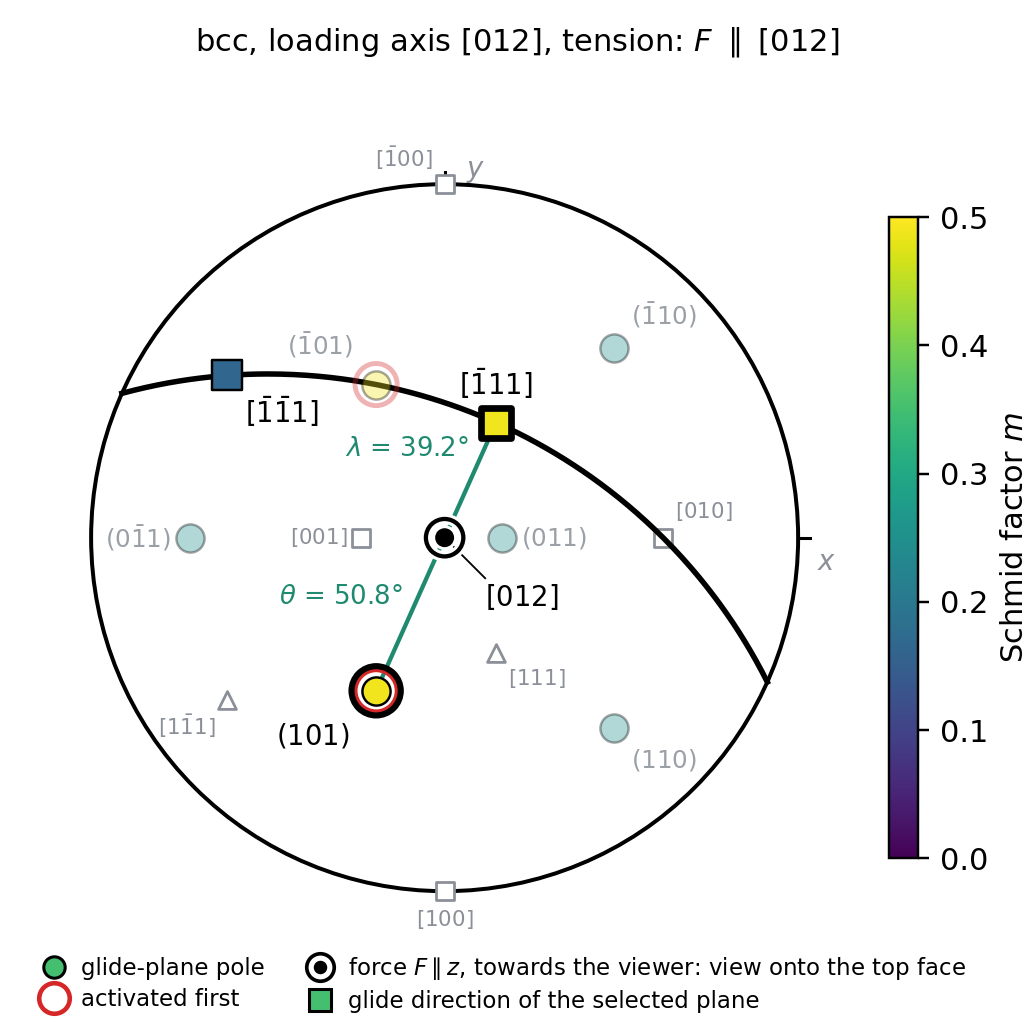 bcc, loading axis [012], tension: F ∥ [012]
[1̄00]
y
(1̄10)
(1̄01)
[1̄11]
[1̄1̄1]
λ = 39.2°
[010]
(01̄1)
[001]
(011)
x
θ = 50.8°
[012]
[111]
[11̄1]
(101)
(110)
[100]
0.5
0.4
0.3
0.2
0.1
0.0
Schmid factor m
glide-plane pole
force F ∥ z, towards the viewer: view onto the top face
activated first
glide direction of the selected plane